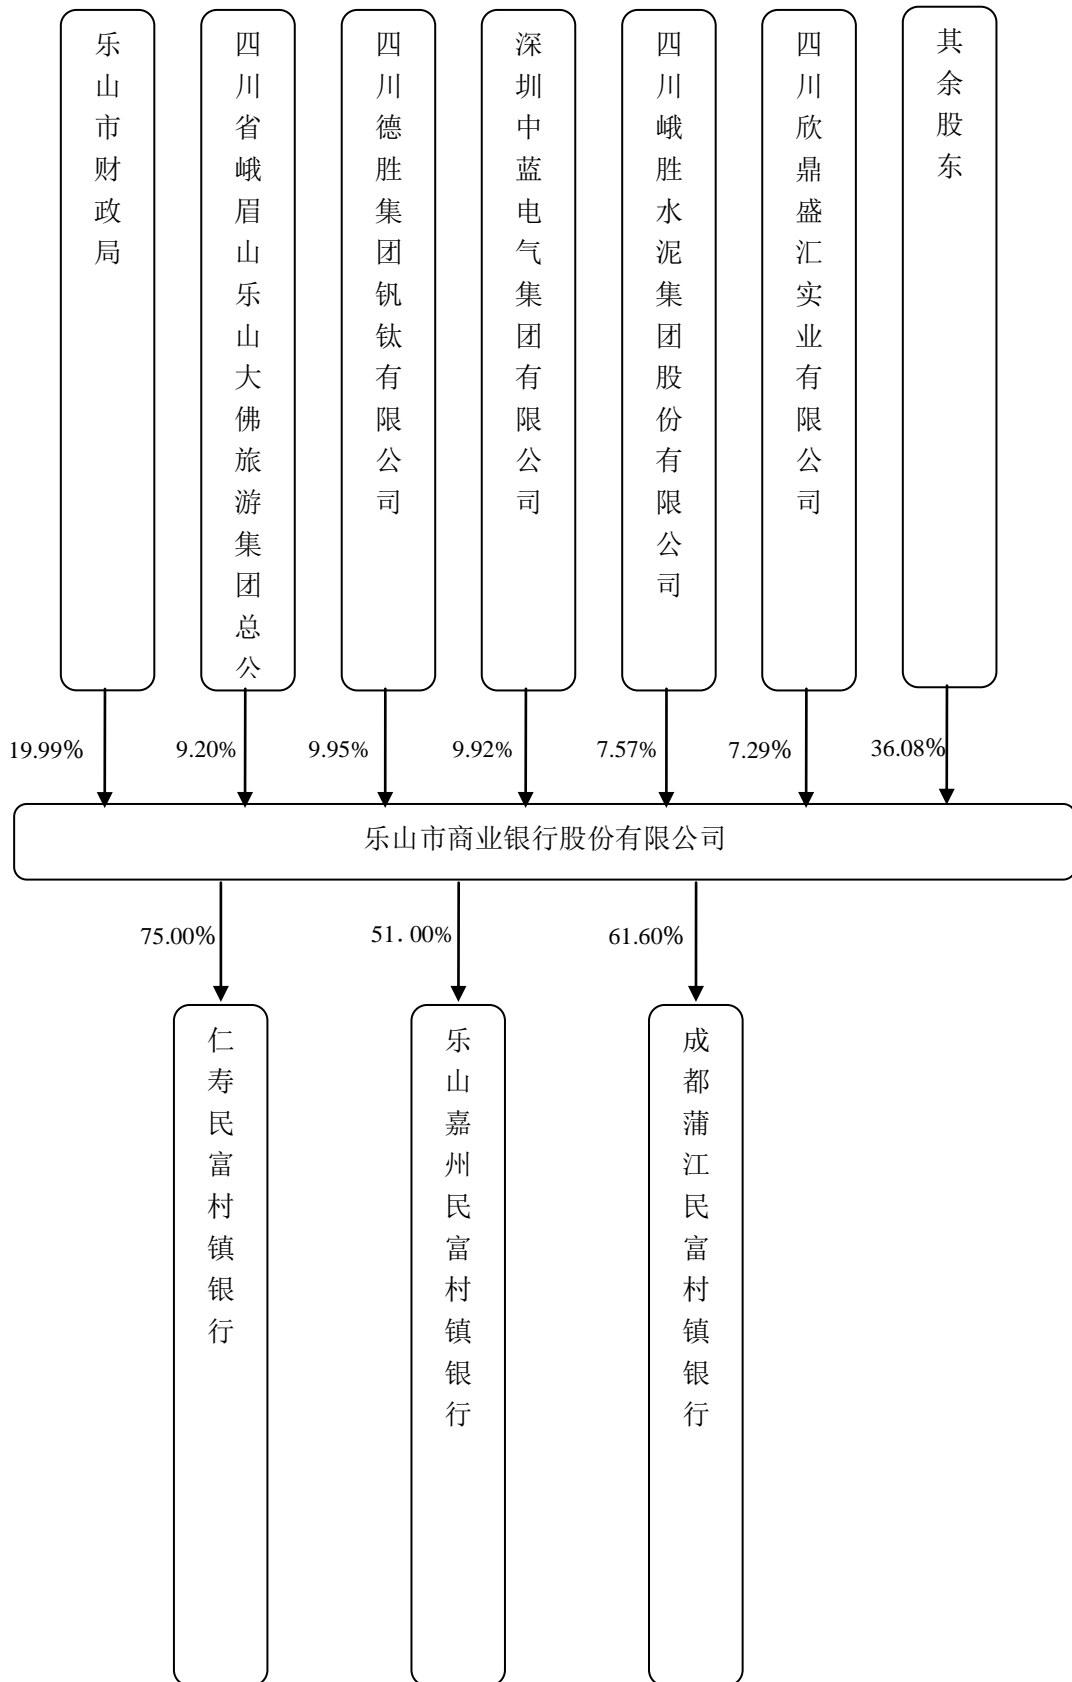 乐山市财政局
四川省峨眉山乐山大佛旅游集团总公
四川德胜集团钒钛有限公司
深圳中蓝电气集团有限公司
四川峨胜水泥集团股份有限公司
四川欣鼎盛汇实业有限公司
其余股东
19.99%
9.20%
9.95%
9.92%
7.57%
7.29%
36.08%
乐山市商业银行股份有限公司
75.00%
51.00%
61.60%
仁寿民富村镇银行
乐山嘉州民富村镇银行
成都蒲江民富村镇银行